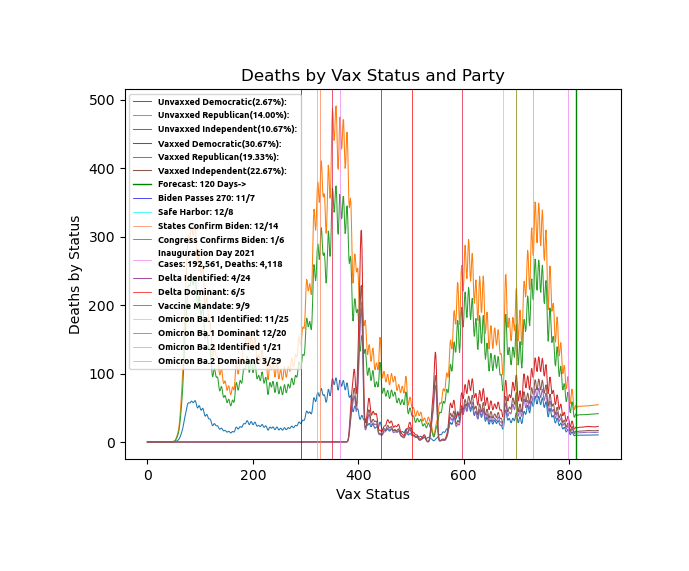 Deaths by Vax Status and Party
Deaths by Status
500
400
300
200
100
0
Unvaxxed Democratic(2.67%):
Unvaxxed Republican(14.00%):
Unvaxxed Independent(10.67%):
Vaxxed Democratic(30.67%):
Vaxxed Republican(19.33%):
Vaxxed Independent(22.67%):
Forecast: 120 Days->
Biden Passes 270: 11/7
Safe Harbor: 12/8
States Confirm Biden: 12/14
Congress Confirms Biden: 1/6
Inauguration Day 2021
Cases: 192,561, Deaths: 4,118
Delta Identified: 4/24
Delta Dominant: 6/5
Vaccine Mandate: 9/9
Omicron Ba.1 Identified: 11/25
Omicron Ba.1 Dominant 12/20
Omicron Ba.2 Identified 1/21
Omicron Ba.2 Dominant 3/29
0 200 400 600 800
Vax Status